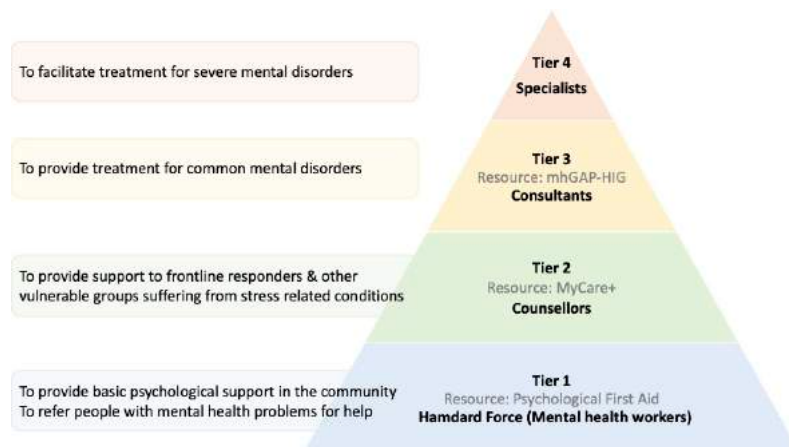 To facilitate treatment for severe mental disorders
Tier 4
Specialists
To provide treatment for common mental disorders
Tier 3
Resource: mhGAP-HIG
Consultants
To provide support to frontline responders & other
vulnerable groups suffering from stress related conditions
Tier 2
Resource: MyCare+
Counsellors
To provide basic psychological support in the community
To refer people with mental health problems for help
Tier 1
Resource: Psychological First Aid
Hamdard Force (Mental health workers)